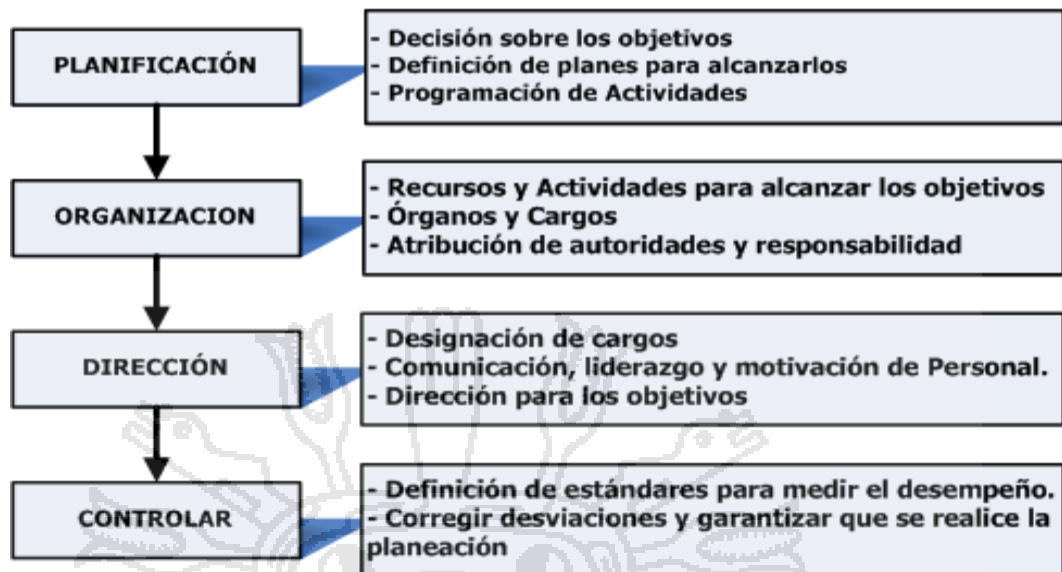 PLANIFICACIÓN
- Decisión sobre los objetivos
- Definición de planes para alcanzarlos
- Programación de Actividades
ORGANIZACION
- Recursos y Actividades para alcanzar los objetivos
- Órganos y Cargos
- Atribución de autoridades y responsabilidad
DIRECCIÓN
- Designación de cargos
- Comunicación, liderazgo y motivación de Personal.
- Dirección para los objetivos
CONTROLAR
- Definición de estándares para medir el desempeño.
- Corregir desviaciones y garantizar que se realice la
planeación